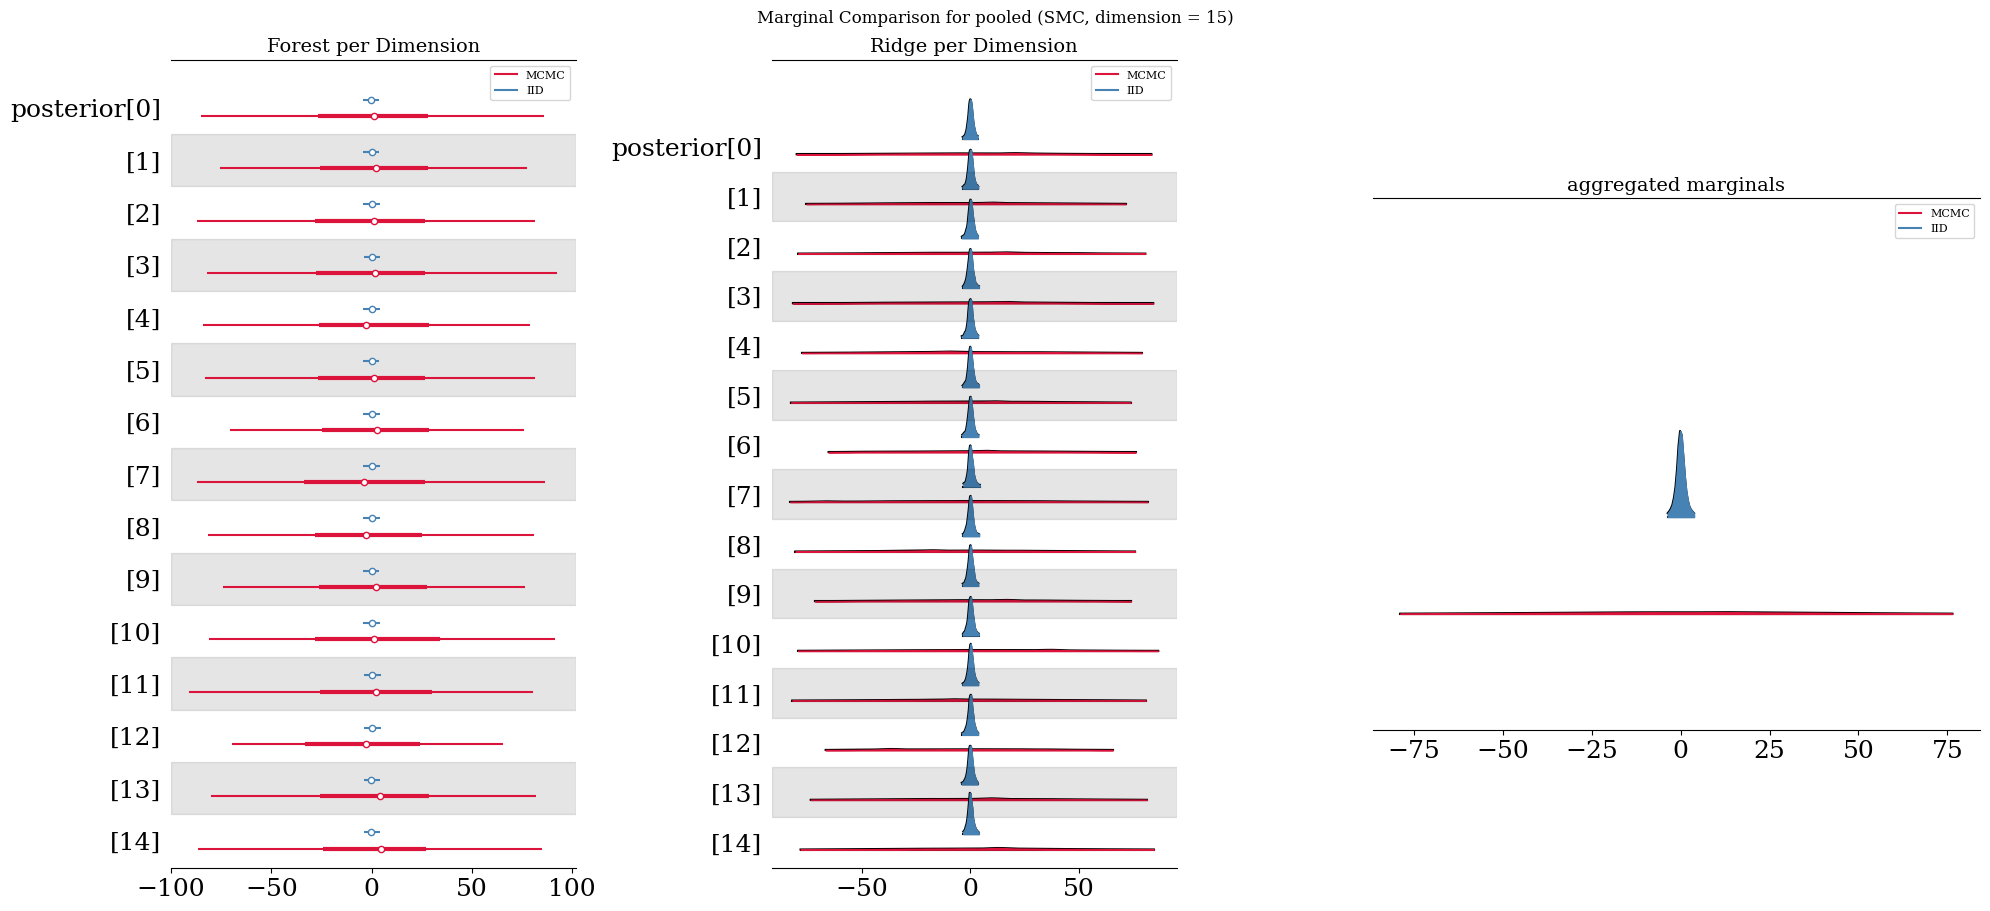 Marginal Comparison for pooled (SMC, dimension = 15)
Forest per Dimension
MCMC
IID
posterior[0]
[1]
[2]
[3]
[4]
[5]
[6]
[7]
[8]
[9]
[10]
[11]
[12]
[13]
[14]
−100 −50 0 50 100
Ridge per Dimension
MCMC
IID
posterior[0]
[1]
[2]
[3]
[4]
[5]
[6]
[7]
[8]
[9]
[10]
[11]
[12]
[13]
[14]
−50 0 50
aggregated marginals
MCMC
IID
−75 −50 −25 0 25 50 75